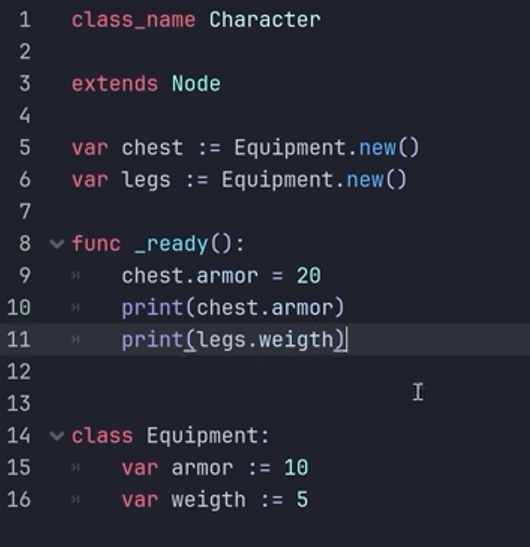 1 class_name Character
2
3 extends Node
4
5 var chest := Equipment.new()
6 var legs := Equipment.new()
7
8 func _ready():
9 chest.armor = 20
10 print(chest.armor)
11 print(legs.weigth)
12
13
14 class Equipment:
15 var armor := 10
16 var weigth := 5